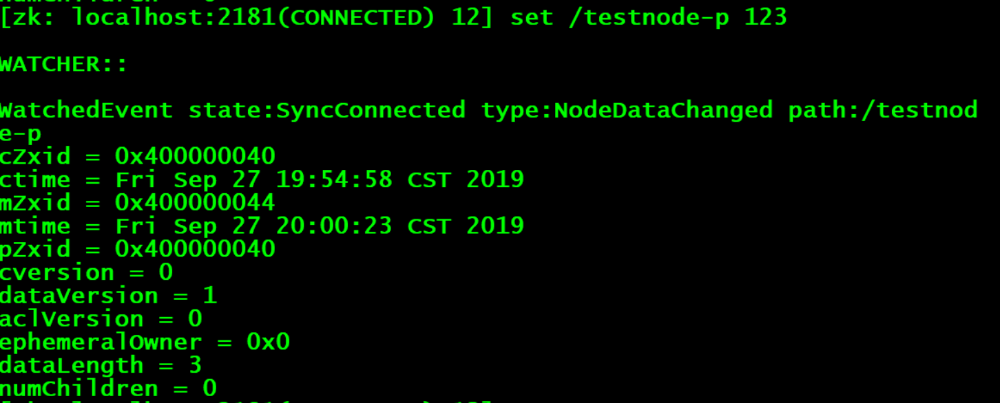 [zk: localhost:2181(CONNECTED) 12] set /testnode-p 123
WATCHER::
WatchedEvent state:SyncConnected type:NodeDataChanged path:/testnod
e-p
cZxid = 0x400000040
ctime = Fri Sep 27 19:54:58 CST 2019
mZxid = 0x400000044
mtime = Fri Sep 27 20:00:23 CST 2019
pZxid = 0x400000040
cversion = 0
dataVersion = 1
aclVersion = 0
ephemeralOwner = 0x0
dataLength = 3
numChildren = 0